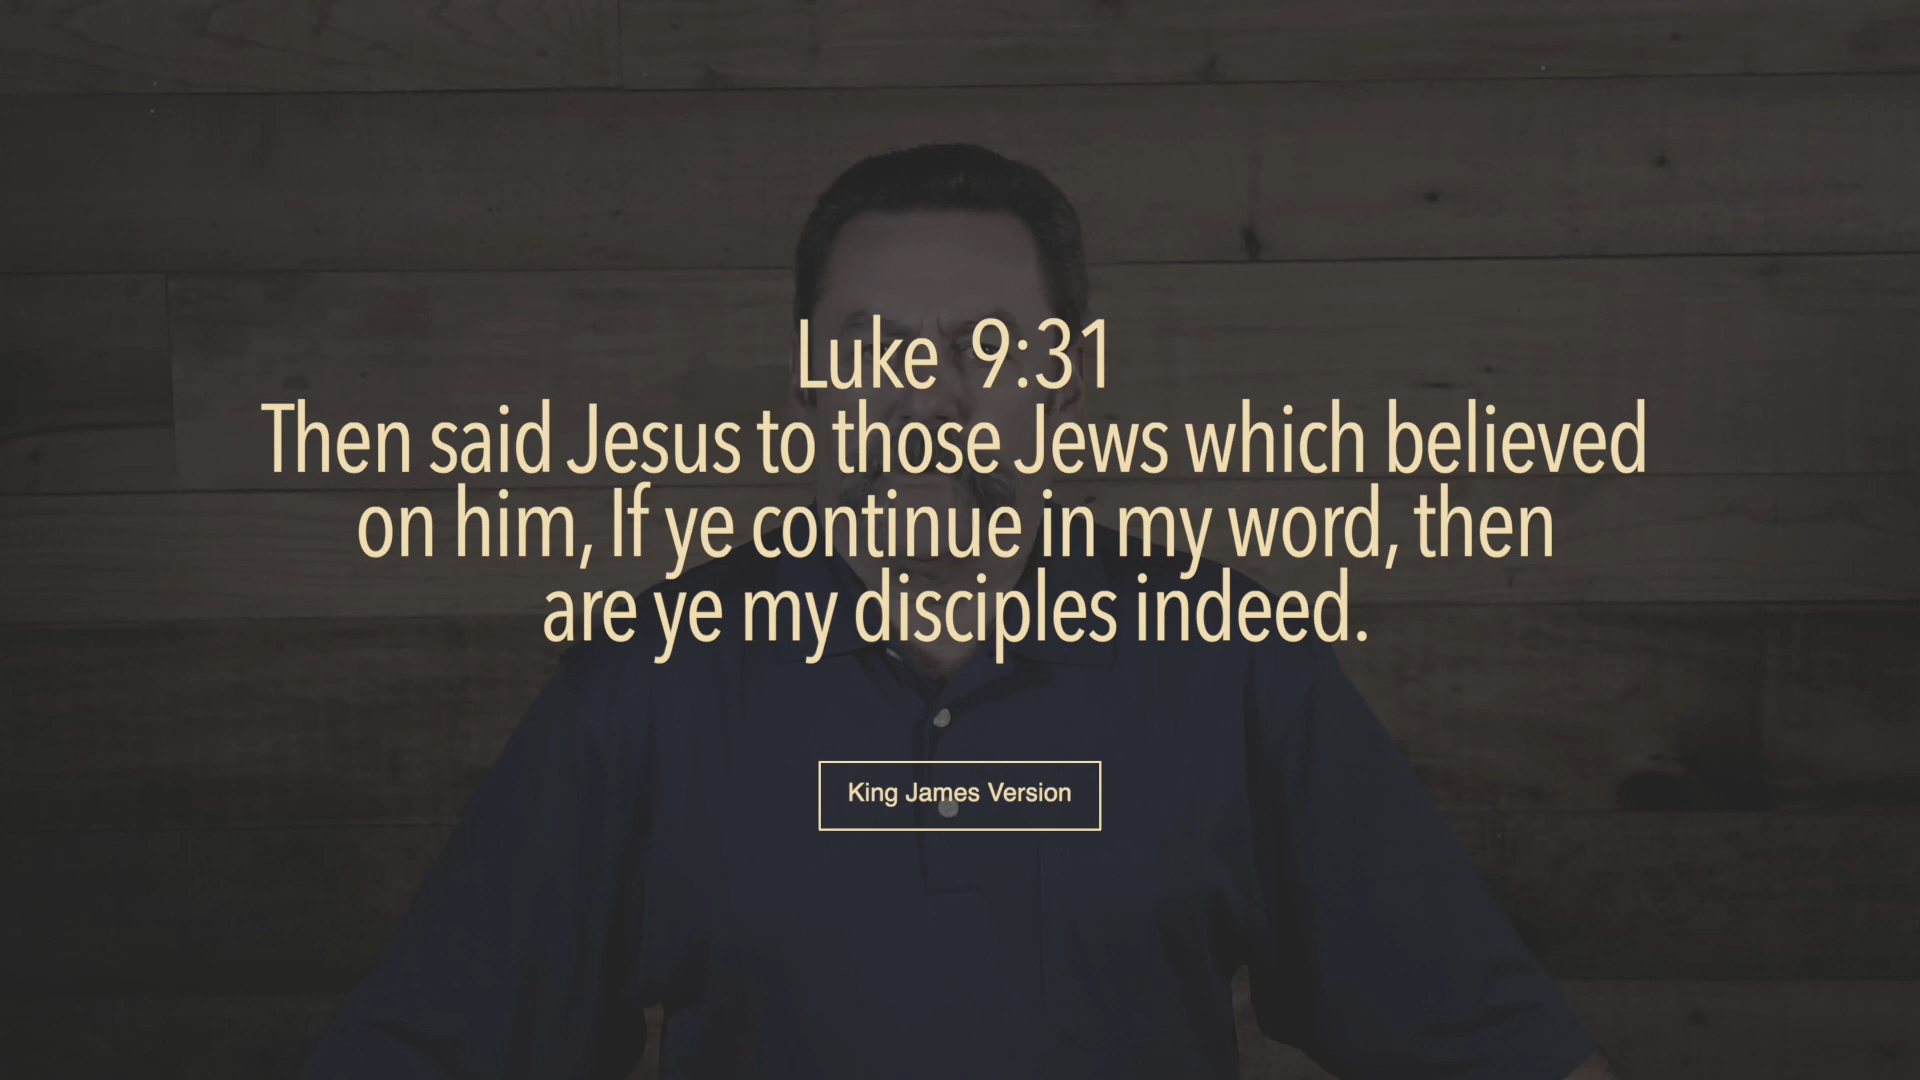 Luke 9:31
Then said Jesus to those Jews which believed
on him, If ye continue in my word, then
are ye my disciples indeed.
King James Version